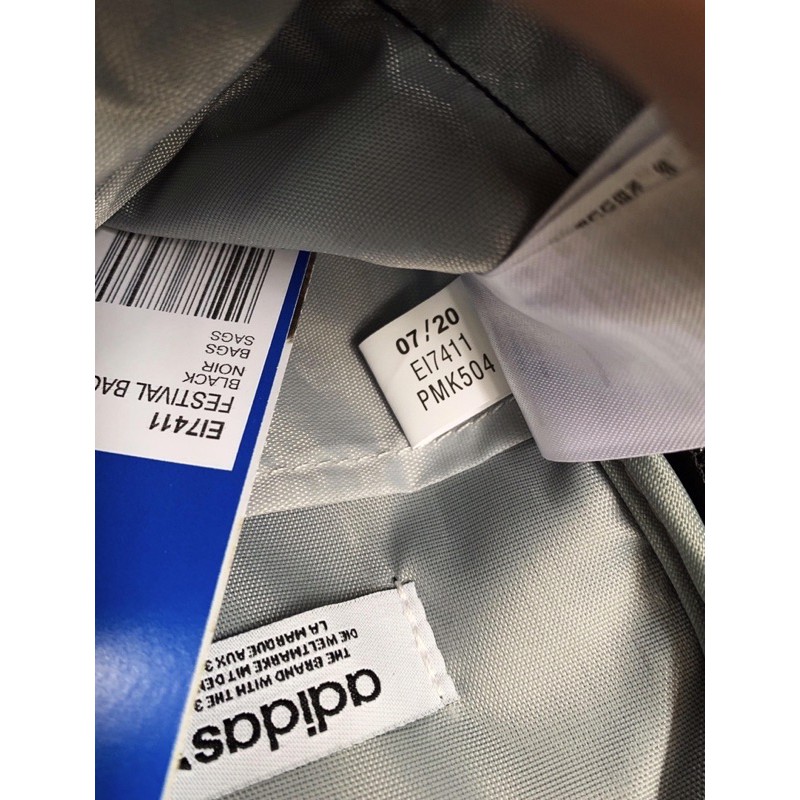 EI7411
FESTIVAL BAG
BLACK
NOIR
BAGS
SAGS
07/20
EI7411
PMK504
adidas
THE BRAND WITH THE 3
DIE WELTMARKE MIT DEN
LA MARQUE AUX 3